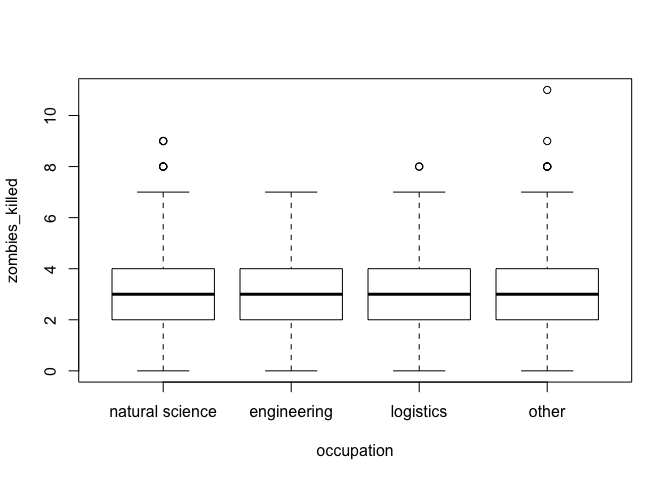 zombies_killed
10
8
6
4
2
0
natural science engineering logistics other
occupation